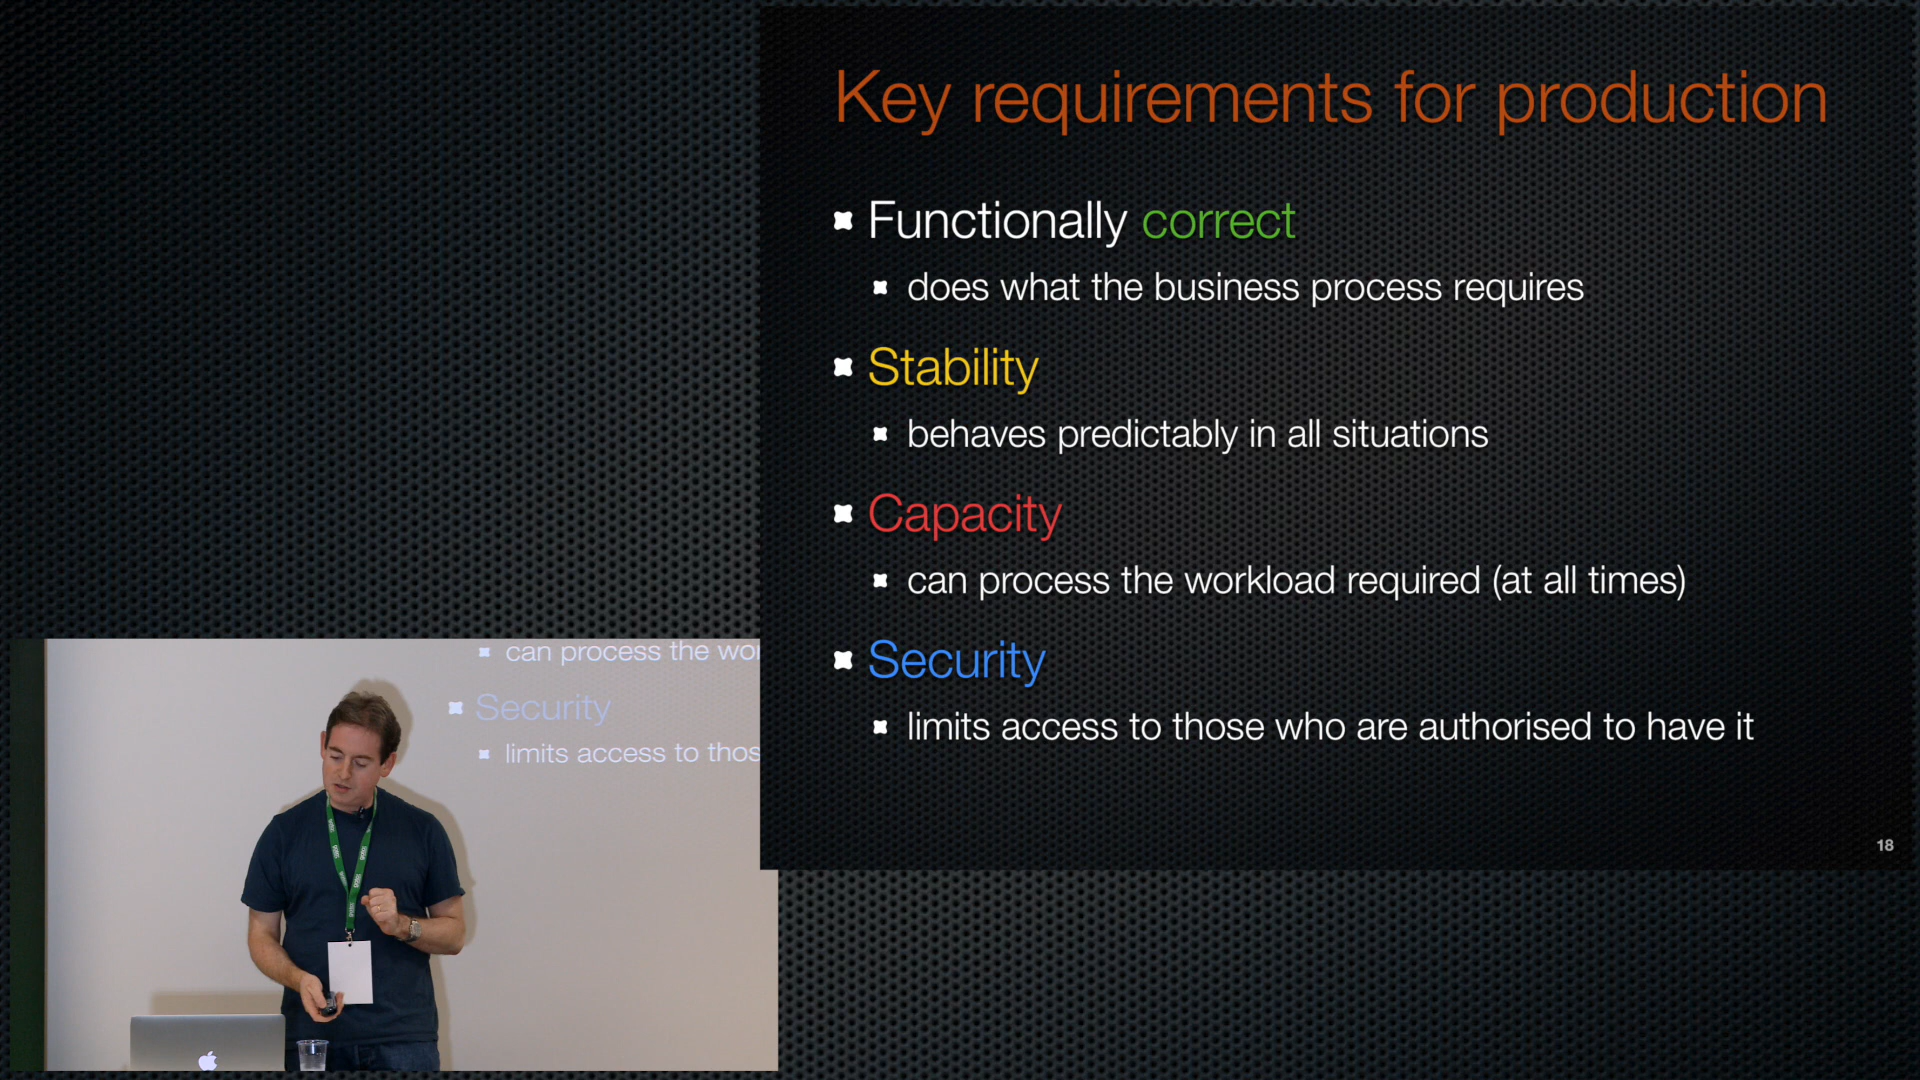 Key requirements for production
Functionally correct
does what the business process requires
Stability
behaves predictably in all situations
Capacity
can process the workload required (at all times)
Security
limits access to those who are authorised to have it
18
can process the wor
Security
limits access to thos